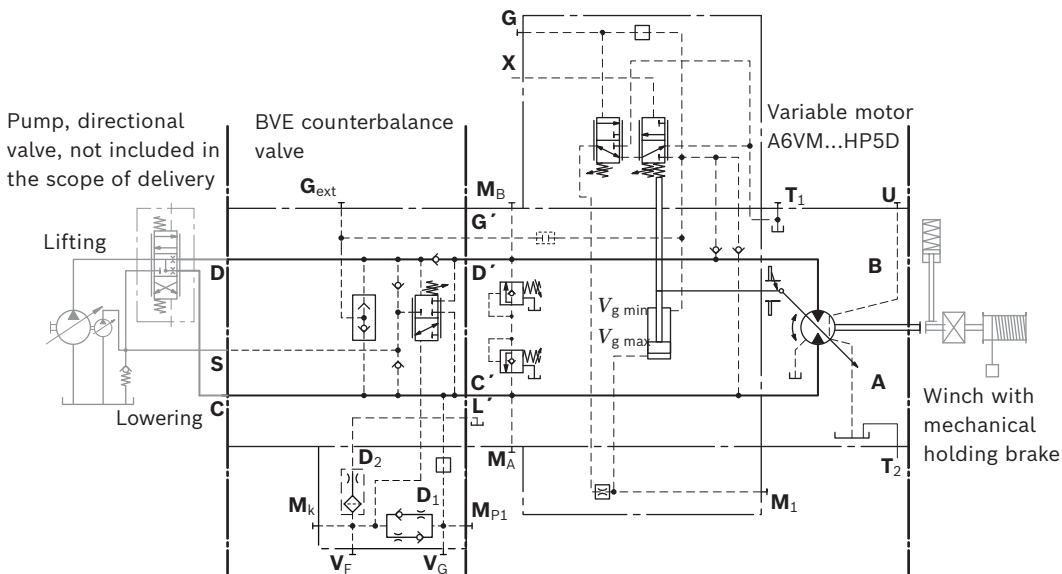 G
X
Pump, directional
valve, not included in
the scope of delivery
BVE counterbalance
valve
Variable motor
A6VM...HP5D
Gext
MB
T1
U
G´
Lifting
D
D´
B
Vg min
Vg max
S
C´
A
Lowering
C
L´
Winch with
mechanical
holding brake
D2
MA
T2
Mk
D1
MP1
M1
VF
VG